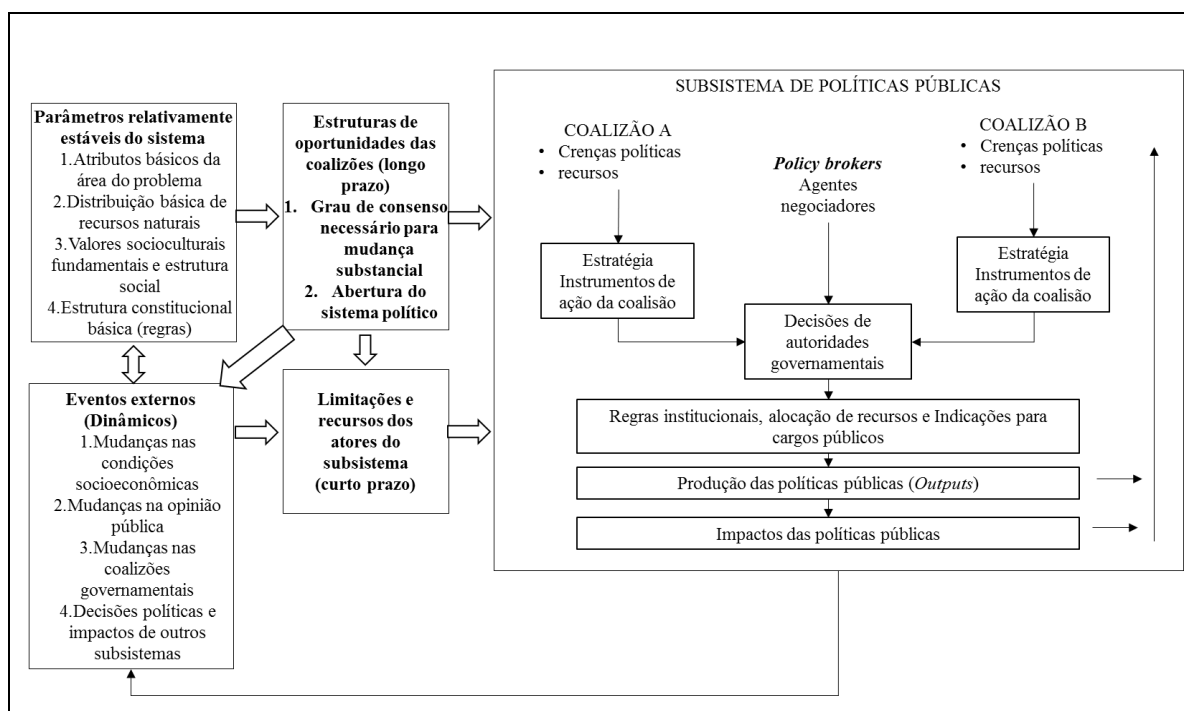 Parâmetros relativamente
estáveis do sistema
1.Atributos básicos da
área do problema
2.Distribuição básica de
recursos naturais
3.Valores socioculturais
fundamentais e estrutura
social
4.Estrutura constitucional
básica (regras)
Estruturas de
oportunidades das
coalizões (longo
prazo)
1. Grau de consenso
necessário para
mudança
substancial
2. Abertura do
sistema político
Eventos externos
(Dinâmicos)
1.Mudanças nas
condições
socioeconômicas
2.Mudanças na opinião
pública
3.Mudanças nas
coalizões
governamentais
4.Decisões políticas e
impactos de outros
subsistemas
Limitações e
recursos dos
atores do
subsistema
(curto prazo)
SUBSISTEMA DE POLÍTICAS PÚBLICAS
COALIZÃO A
• Crenças políticas
• recursos
Policy brokers
Agentes
negociadores
COALIZÃO B
• Crenças políticas
• recursos
Estratégia
Instrumentos de
ação da coalisão
Estratégia
Instrumentos de
ação da coalisão
Decisões de
autoridades
governamentais
Regras institucionais, alocação de recursos e Indicações para
cargos públicos
Produção das políticas públicas (Outputs)
Impactos das políticas públicas